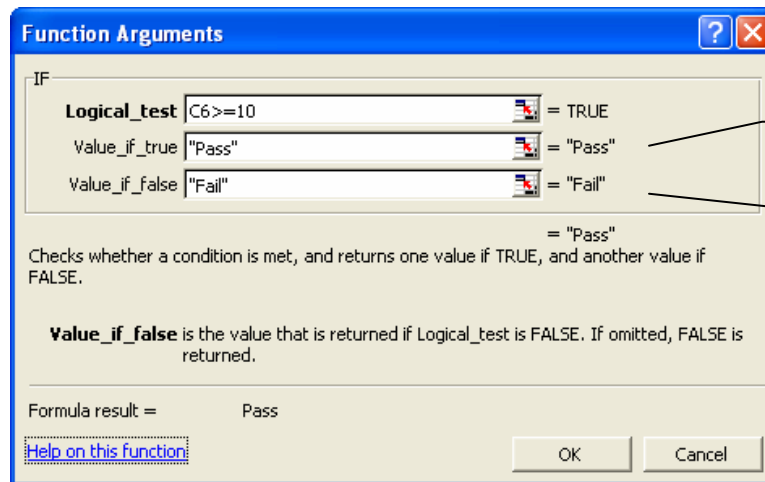 Function Arguments
?
X
IF
Logical_test C6>=10 = TRUE
Value_if_true "Pass" = "Pass"
Value_if_false "Fail" = "Fail"
= "Pass"
Checks whether a condition is met, and returns one value if TRUE, and another value if
FALSE.
Value_if_false is the value that is returned if Logical_test is FALSE. If omitted, FALSE is
returned.
Formula result = Pass
Help on this function
OK
Cancel